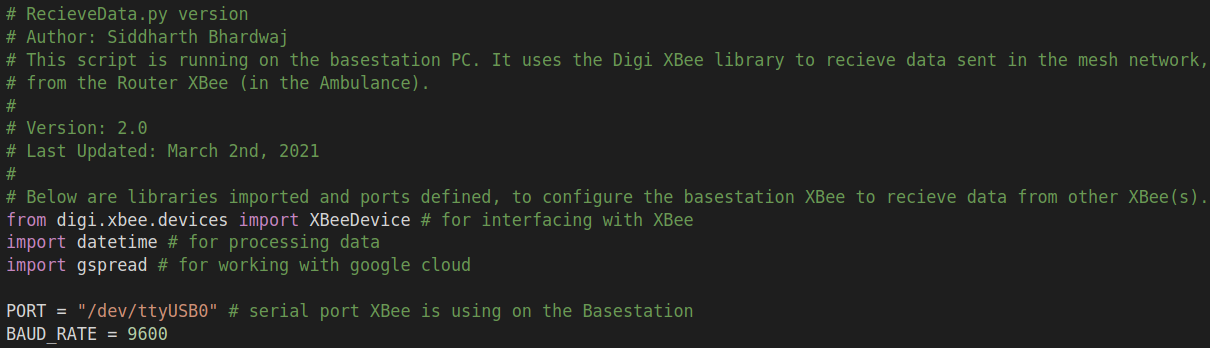 # RecieveData.py version
# Author: Siddharth Bhardwaj
# This script is running on the basestation PC. It uses the Digi XBee library to recieve data sent in the mesh network,
# from the Router XBee (in the Ambulance).
#
# Version: 2.0
# Last Updated: March 2nd, 2021
#
# Below are libraries imported and ports defined, to configure the basestation XBee to recieve data from other XBee(s).
from digi.xbee.devices import XBeeDevice # for interfacing with XBee
import datetime # for processing data
import gspread # for working with google cloud

PORT = "/dev/ttyUSB0" # serial port XBee is using on the Basestation
BAUD_RATE = 9600